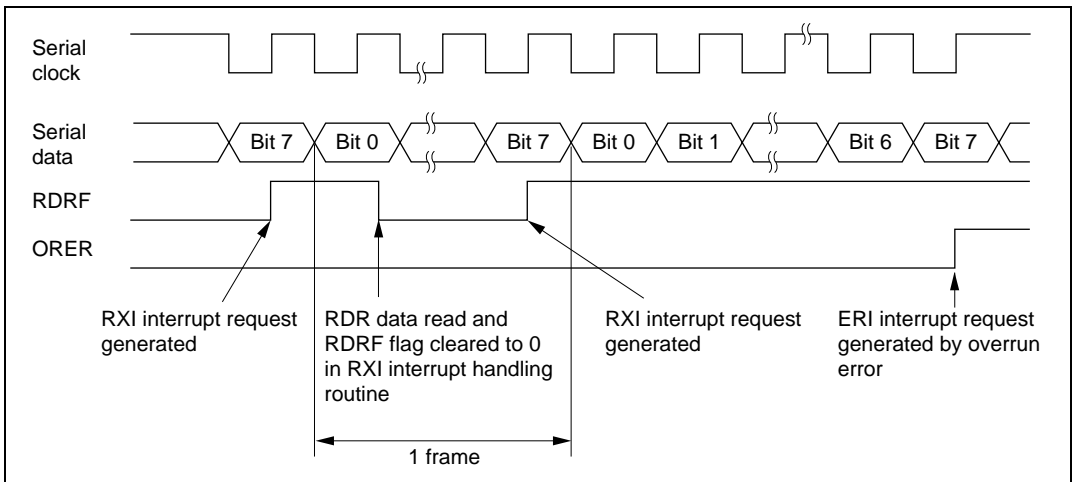 Serial
clock
Serial
data
Bit 7
Bit 0
Bit 7
Bit 0
Bit 1
Bit 6
Bit 7
RDRF
ORER
RXI interrupt request
generated
RDR data read and
RDRF flag cleared to 0
in RXI interrupt handling
routine
RXI interrupt request
generated
ERI interrupt request
generated by overrun
error
1 frame